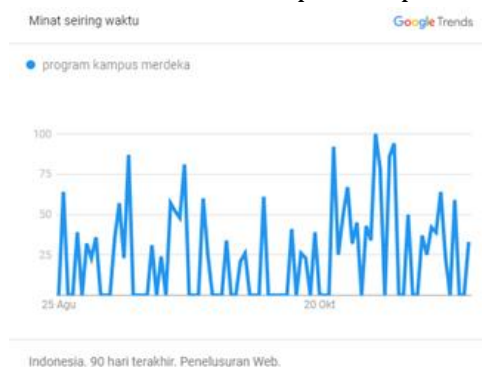 Minat seiring waktu
Google Trends
program kampus merdeka
100
75
50
25
25 Agu
20 Okt
Indonesia. 90 hari terakhir. Penelusuran Web.